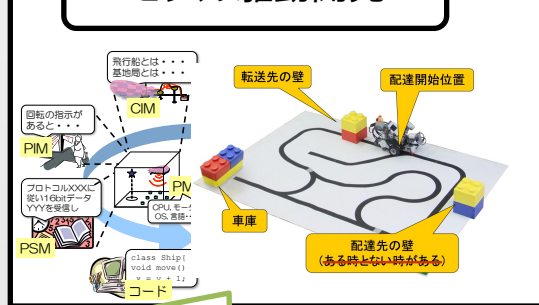 飛行船とは・・・
基地局とは・・・
CIM
回転の指示が
あると・・・
PIM
プロトコルXXXに
従い16bitデータ
YYYを受信し
PSM
PM
CPU, モー
OS, 言語・・
class Ship{
void move()
x = v + 1;
コード
転送先の壁
配達開始位置
車庫
配達先の壁
(ある時とない時がある)